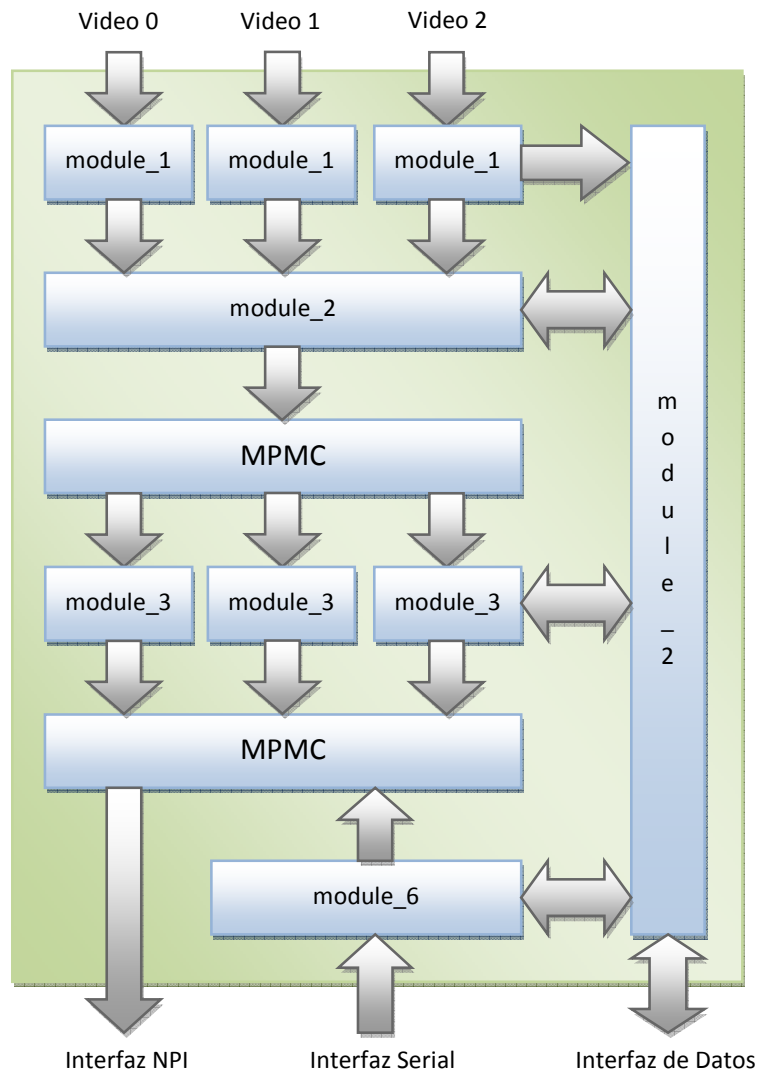 Video 0
Video 1
Video 2
module_1
module_1
module_1
module_2
MPMC
module_3
module_3
module_3
MPMC
module_6
module_2
Interfaz NPI
Interfaz Serial
Interfaz de Datos